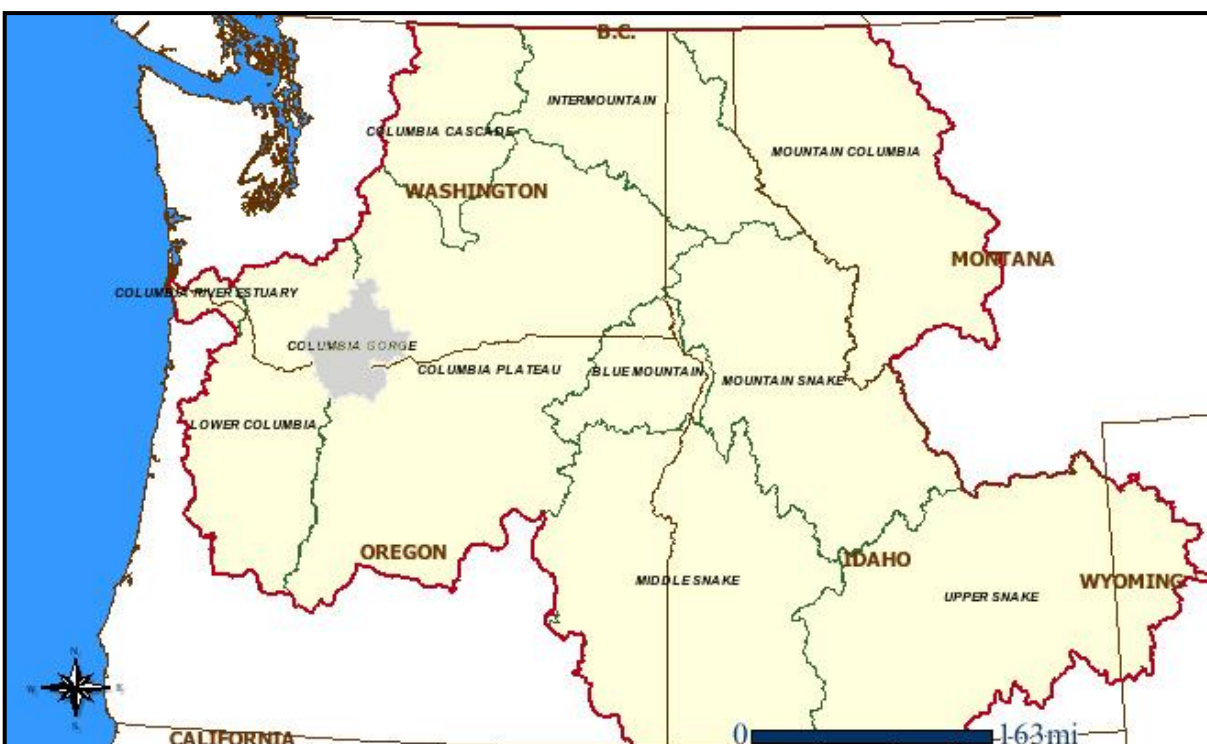 B.C.
INTERMOUNTAIN
COLUMBIA CASCADE
MOUNTAIN COLUMBIA
WASHINGTON
MONTANA
COLUMBIA RIVER ESTUARY
COLUMBIA GORGE
COLUMBIA PLATEAU
BLUE MOUNTAIN
MOUNTAIN SNAKE
LOWER COLUMBIA
OREGON
IDAHO
MIDDLE SNAKE
WYOMING
UPPER SNAKE
N
W
E
S
CALIFORNIA
0 163mi